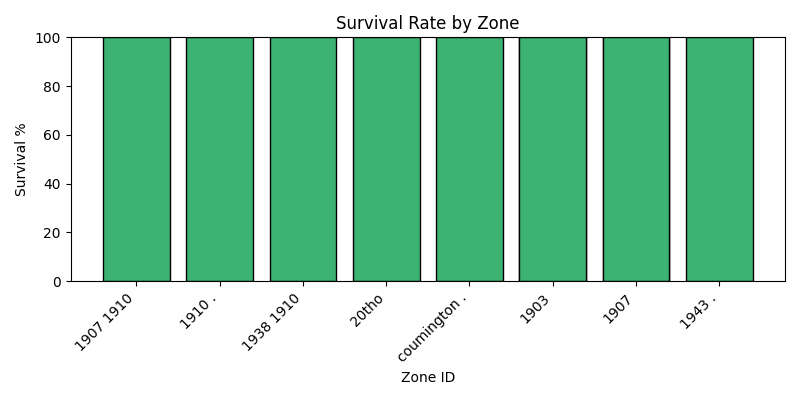 Survival Rate by Zone
Survival %
100
80
60
40
20
0
1907 1910
1910 .
1938 1910
20tho
coumington .
1903
1907
1943 .
Zone ID